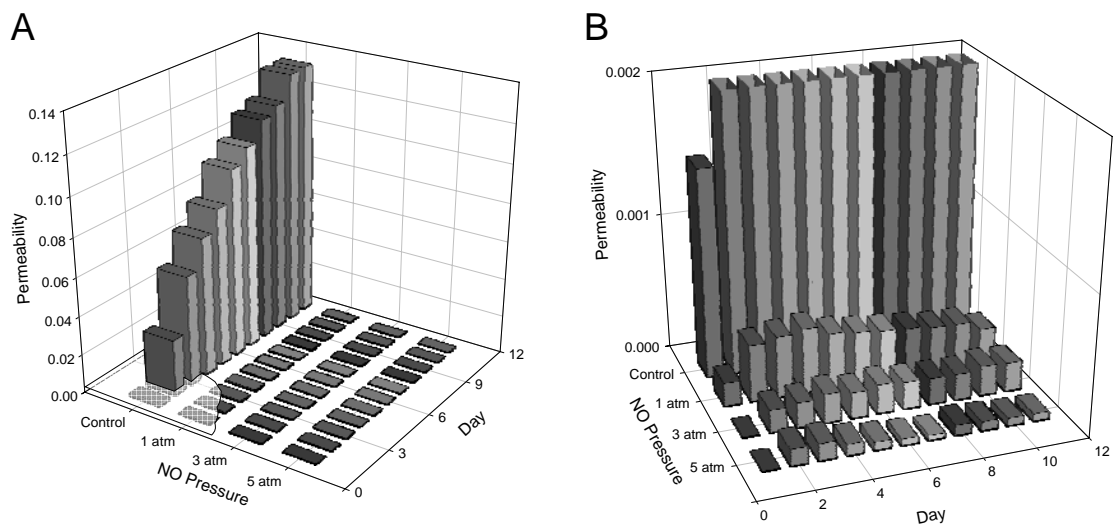 A
0.14
0.12
0.10
0.08
0.06
0.04
0.02
0.00
Permeability
Control
1 atm
3 atm
5 atm
NO Pressure
0
3
6
9
12
Day
B
0.002
0.001
0.000
Permeability
Control
1 atm
3 atm
5 atm
NO Pressure
0
2
4
6
8
10
12
Day